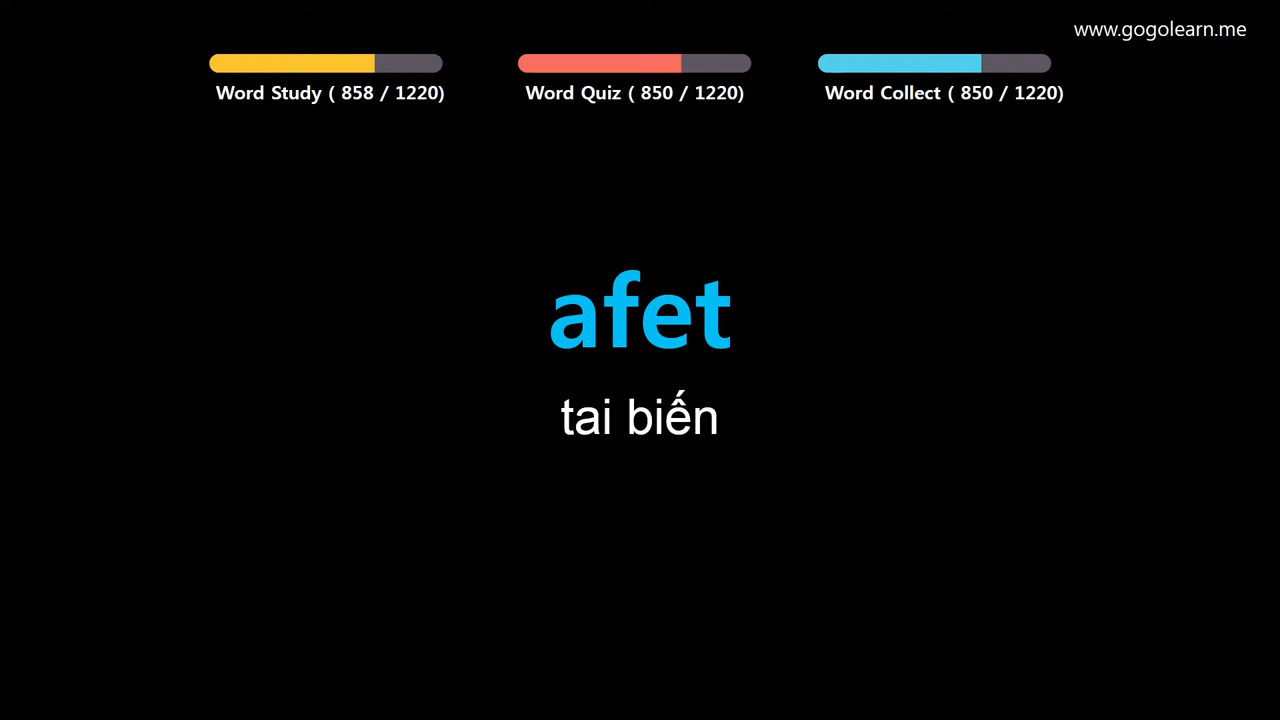 www.gogolearn.me
Word Study ( 858 / 1220)
Word Quiz ( 850 / 1220)
Word Collect ( 850 / 1220)
afet
tai biến